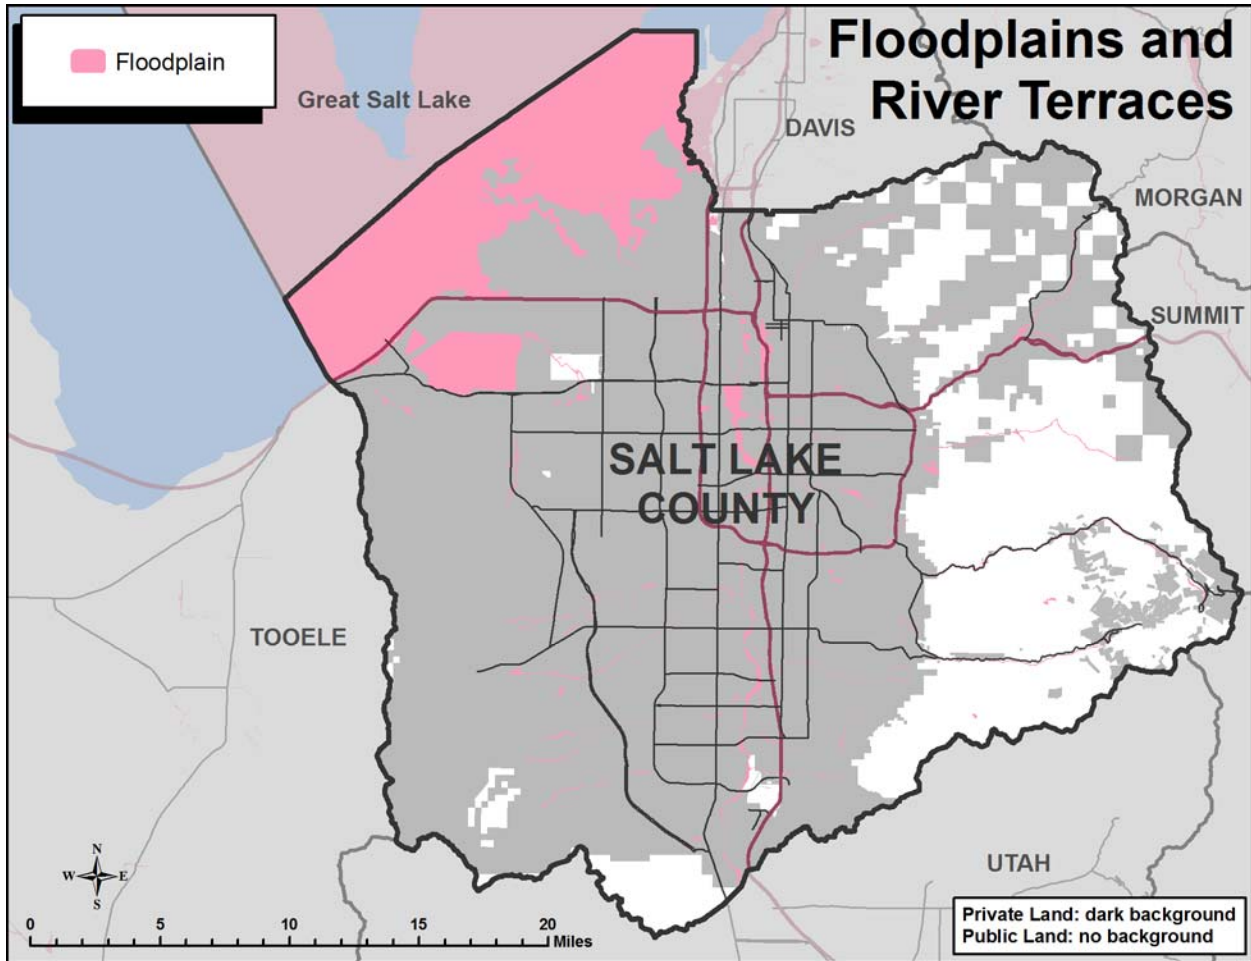 Floodplain
Floodplains and
River Terraces
Great Salt Lake
DAVIS
MORGAN
SUMMIT
SALT LAKE
COUNTY
TOOELE
UTAH
N
W E
S
0 5 10 15 20
Miles
Private Land: dark background
Public Land: no background